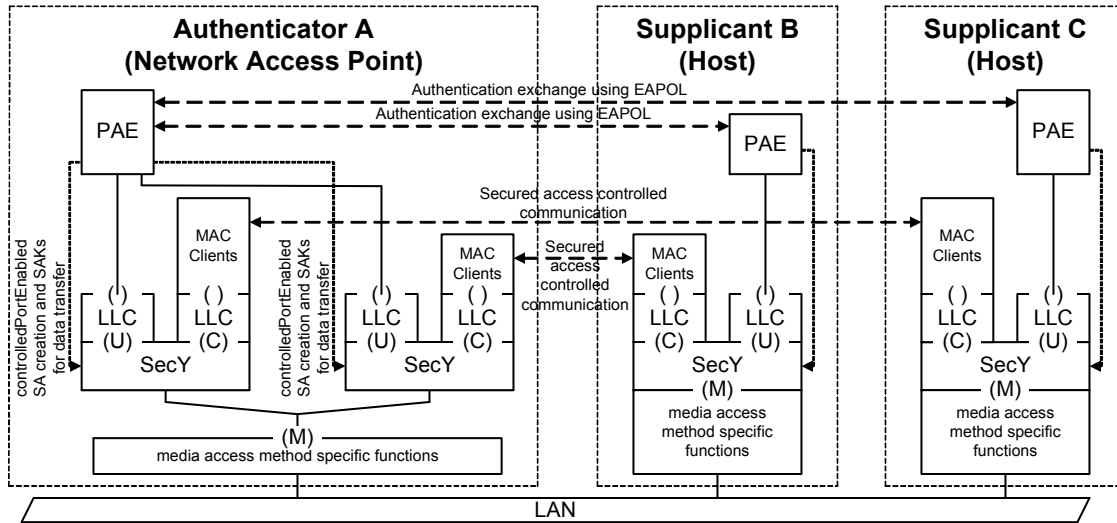 Authenticator A
(Network Access Point)
Supplicant B
(Host)
Supplicant C
(Host)
Authentication exchange using EAPOL
Authentication exchange using EAPOL
PAE
PAE
PAE
Secured access controlled
communication
Secured
access
controlled
communication
controlledPortEnabled
SA creation and SAKs
for data transfer
MAC
Clients
( )
LLC
(U)
( )
LLC
(C)
SecY
controlledPortEnabled
SA creation and SAKs
for data transfer
MAC
Clients
( )
LLC
(U)
( )
LLC
(C)
SecY
(M)
media access method specific functions
MAC
Clients
( )
LLC
(C)
( )
LLC
(U)
SecY
(M)
media access
method specific
functions
MAC
Clients
( )
LLC
(C)
( )
LLC
(U)
SecY
(M)
media access
method specific
functions
LAN